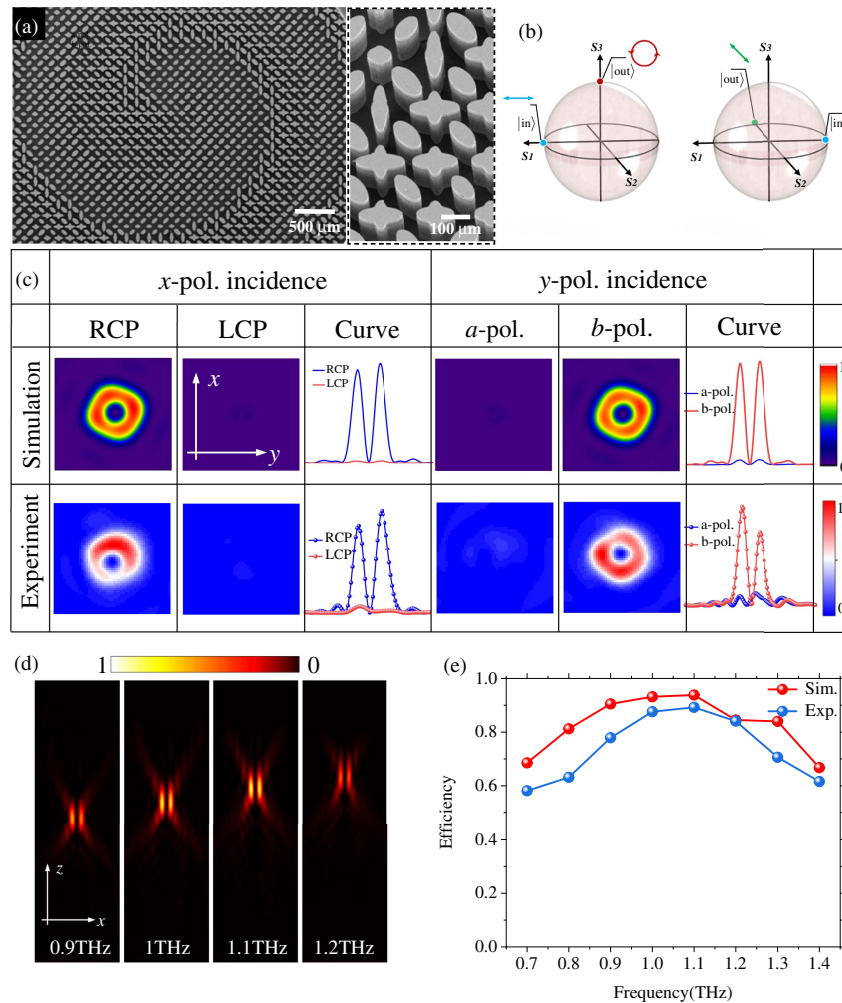 (a)
500 μm
100 μm
(b)
S3
|out⟩
|in⟩
S1
S2
S3
|out⟩
|in⟩
S1
S2
(c)
x-pol. incidence
y-pol. incidence
RCP
LCP
Curve
a-pol.
b-pol.
Curve
Simulation
x
y
RCP
LCP
a-pol.
b-pol.
1
0
Experiment
RCP
LCP
a-pol.
b-pol.
1
0
(d)
1
0
z
x
0.9THz
1THz
1.1THz
1.2THz
(e)
Sim.
Exp.
Efficiency
1.0
0.8
0.6
0.4
0.2
0.0
0.7 0.8 0.9 1.0 1.1 1.2 1.3 1.4
Frequency(THz)